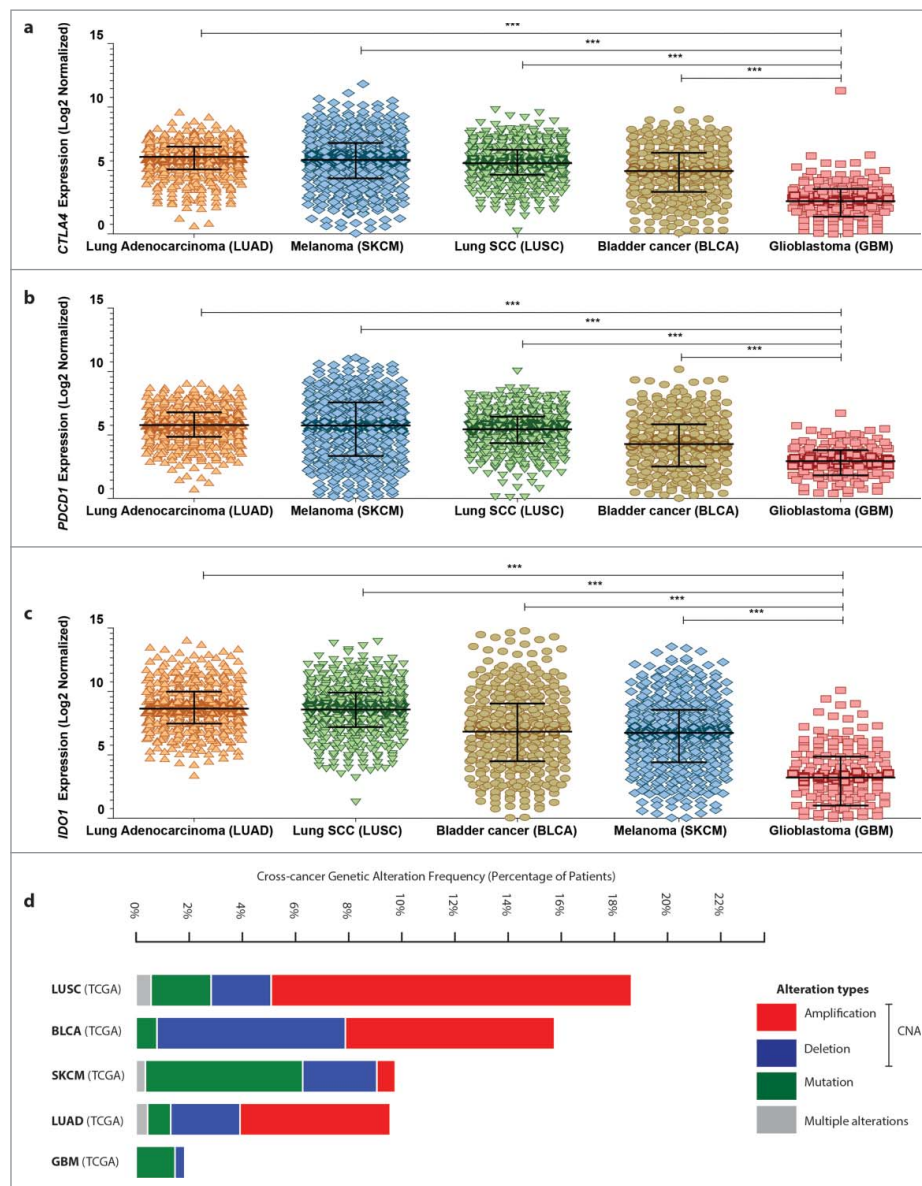 a
CTLA4 Expression (Log2 Normalized)
15
10
5
0
***
***
***
***
Lung Adenocarcinoma (LUAD) Melanoma (SKCM) Lung SCC (LUSC) Bladder cancer (BLCA) Glioblastoma (GBM)
b
PDCD1 Expression (Log2 Normalized)
15
10
5
0
***
***
***
***
Lung Adenocarcinoma (LUAD) Melanoma (SKCM) Lung SCC (LUSC) Bladder cancer (BLCA) Glioblastoma (GBM)
c
IDO1 Expression (Log2 Normalized)
15
10
5
0
***
***
***
***
Lung Adenocarcinoma (LUAD) Lung SCC (LUSC) Bladder cancer (BLCA) Melanoma (SKCM) Glioblastoma (GBM)
d
Cross-cancer Genetic Alteration Frequency (Percentage of Patients)
0% 2% 4% 6% 8% 10% 12% 14% 16% 18% 20% 22%
LUSC (TCGA)
BLCA (TCGA)
SKCM (TCGA)
LUAD (TCGA)
GBM (TCGA)
Alteration types
Amplification
CNA
Deletion
Mutation
Multiple alterations